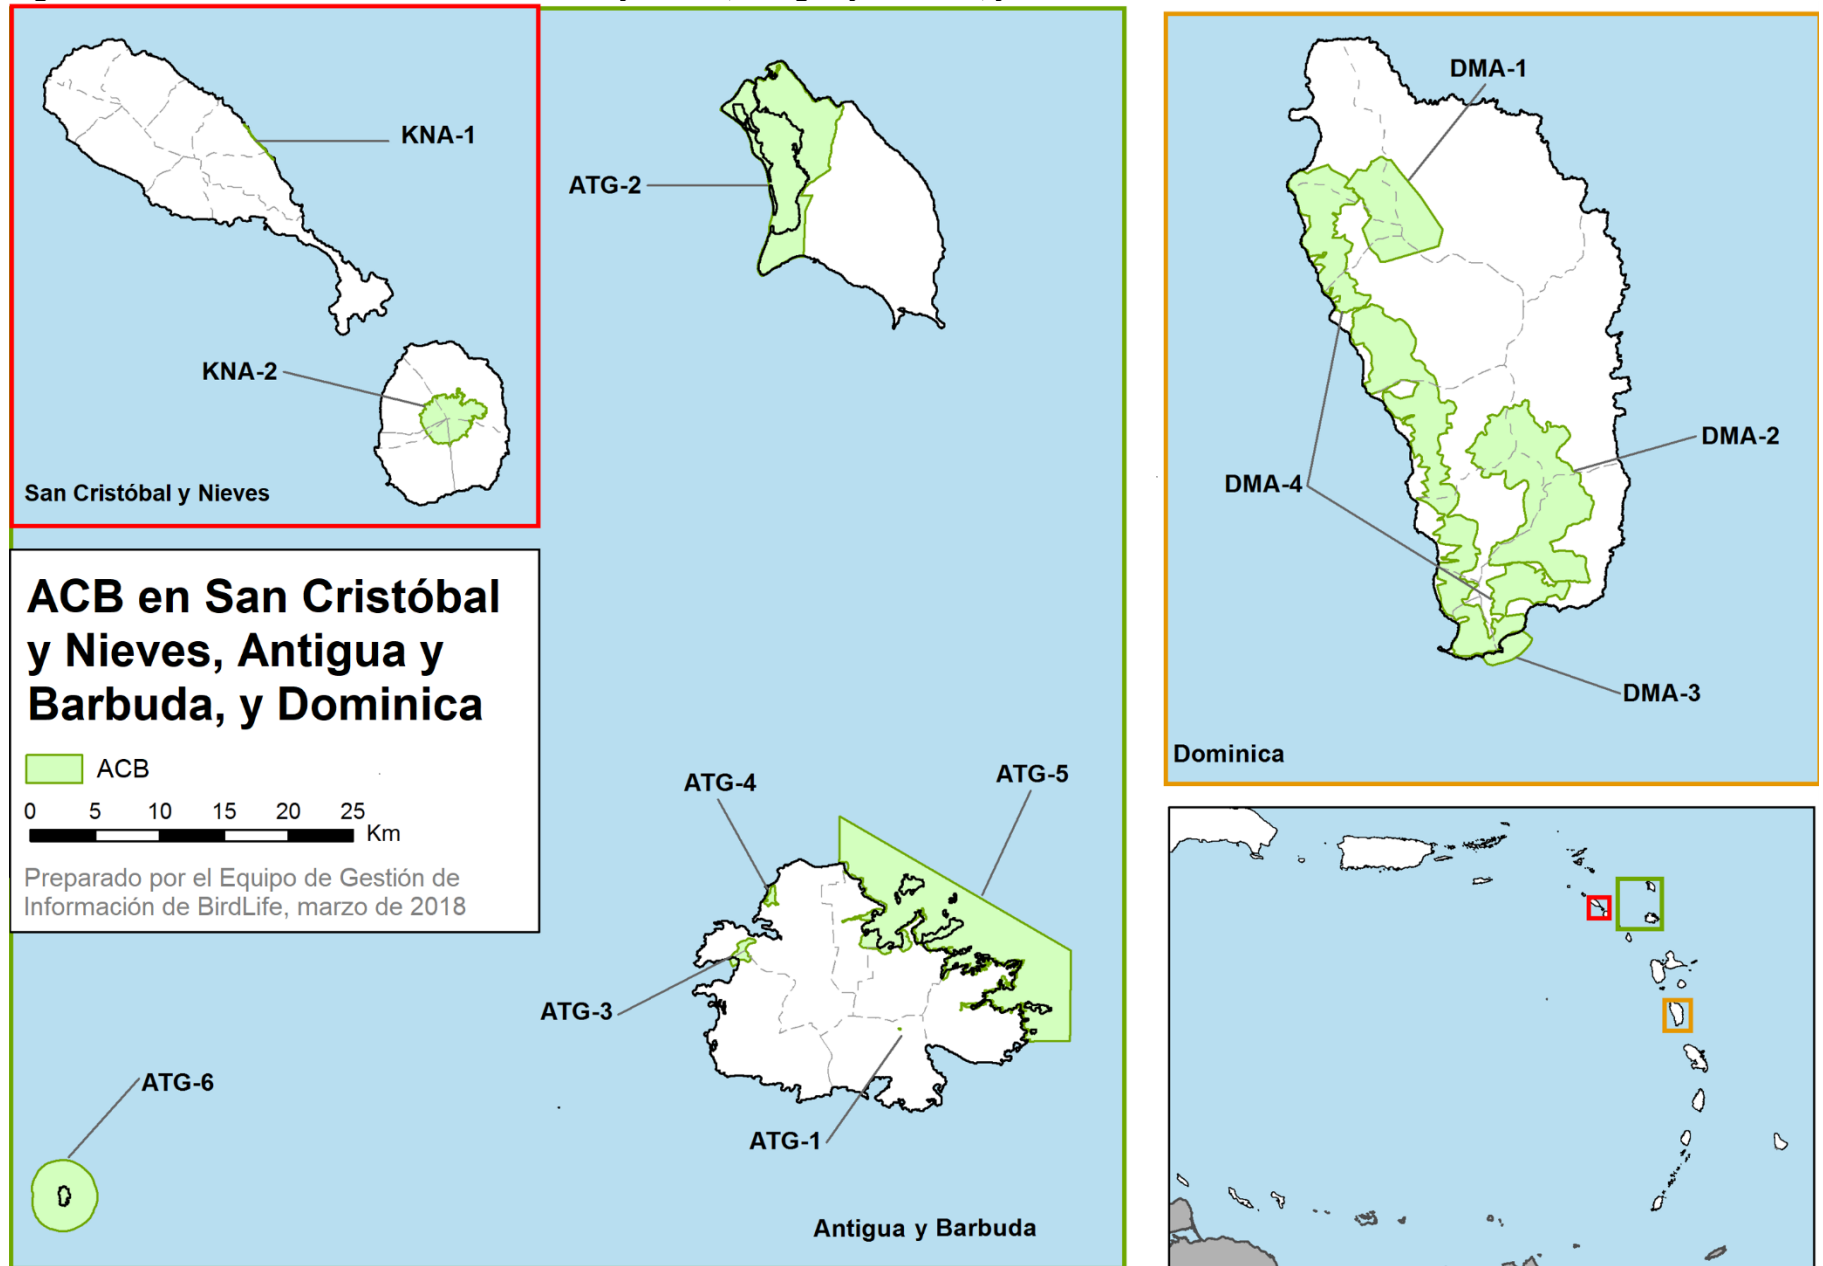 KNA-1
KNA-2
San Cristóbal y Nieves
ACB en San Cristóbal
y Nieves, Antigua y
Barbuda, y Dominica
ACB
0 5 10 15 20 25
Km
Preparado por el Equipo de Gestión de
Información de BirdLife, marzo de 2018
ATG-2
ATG-4
ATG-5
ATG-3
ATG-6
ATG-1
Antigua y Barbuda
DMA-1
DMA-2
DMA-4
DMA-3
Dominica